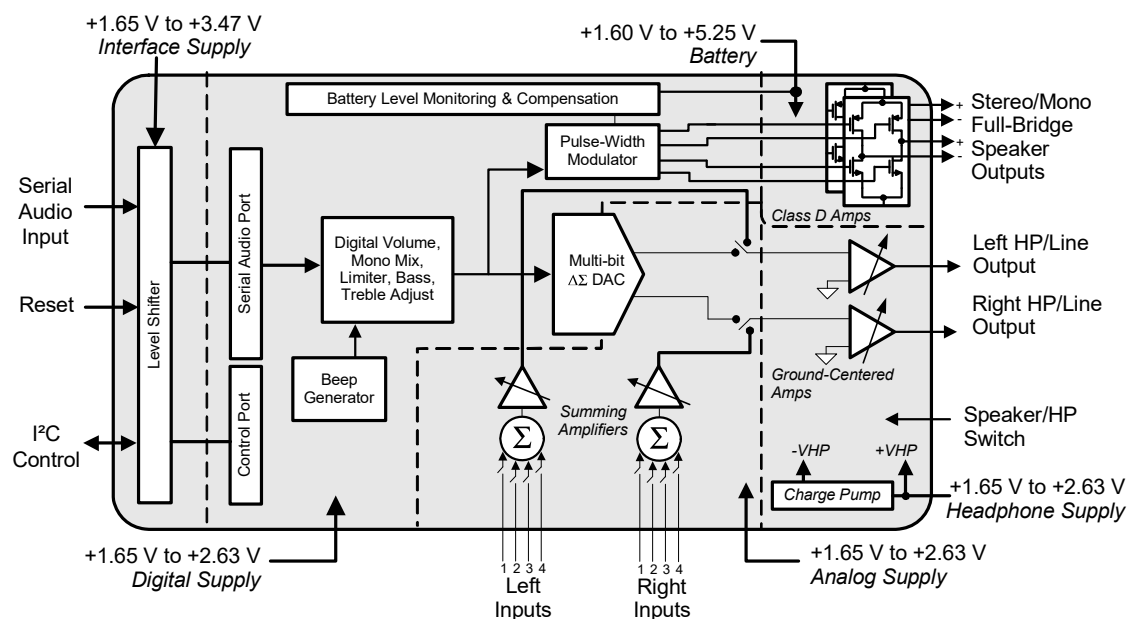 +1.65 V to +3.47 V
Interface Supply
+1.60 V to +5.25 V
Battery
Battery Level Monitoring & Compensation
Pulse-Width
Modulator
+
-
+
-
Stereo/Mono
Full-Bridge
Speaker
Outputs
Class D Amps
Serial
Audio
Input
Reset
I²C
Control
Level Shifter
Serial Audio Port
Control Port
Digital Volume,
Mono Mix,
Limiter, Bass,
Treble Adjust
Beep
Generator
Multi-bit
ΔΣ DAC
Left HP/Line
Output
Right HP/Line
Output
Ground-Centered
Amps
Summing
Amplifiers
Σ
Σ
Speaker/HP
Switch
-VHP
+VHP
Charge Pump
+1.65 V to +2.63 V
Headphone Supply
+1.65 V to +2.63 V
Digital Supply
1 2 3 4
Left
Inputs
1 2 3 4
Right
Inputs
+1.65 V to +2.63 V
Analog Supply